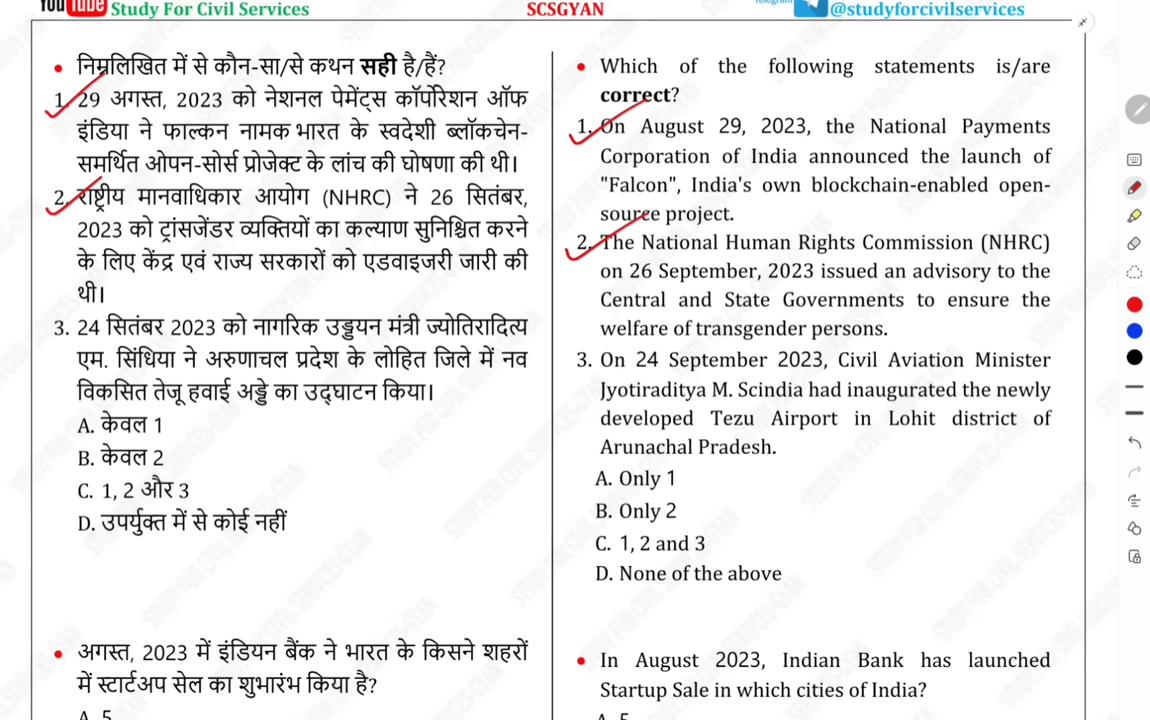 You Tube Study For Civil Services
SCSGYAN
Telegram @studyforcivilservices
• निम्नलिखित में से कौन-सा/से कथन सही है/हैं?
1. 29 अगस्त, 2023 को नेशनल पेमेंट्स कॉर्पोरेशन ऑफ
इंडिया ने फाल्कन नामक भारत के स्वदेशी ब्लॉकचेन-
समर्थित ओपन-सोर्स प्रोजेक्ट के लांच की घोषणा की थी।
2. राष्ट्रीय मानवाधिकार आयोग (NHRC) ने 26 सितंबर,
2023 को ट्रांसजेंडर व्यक्तियों का कल्याण सुनिश्चित करने
के लिए केंद्र एवं राज्य सरकारों को एडवाइजरी जारी की
थी।
3. 24 सितंबर 2023 को नागरिक उड्डयन मंत्री ज्योतिरादित्य
एम. सिंधिया ने अरुणाचल प्रदेश के लोहित जिले में नव
विकसित तेजू हवाई अड्डे का उद्घाटन किया।
A. केवल 1
B. केवल 2
C. 1, 2 और 3
D. उपर्युक्त में से कोई नहीं
• अगस्त, 2023 में इंडियन बैंक ने भारत के किसने शहरों
में स्टार्टअप सेल का शुभारंभ किया है?
A. 5
• Which of the following statements is/are
correct?
1. On August 29, 2023, the National Payments
Corporation of India announced the launch of
"Falcon", India's own blockchain-enabled open-
source project.
2. The National Human Rights Commission (NHRC)
on 26 September, 2023 issued an advisory to the
Central and State Governments to ensure the
welfare of transgender persons.
3. On 24 September 2023, Civil Aviation Minister
Jyotiraditya M. Scindia had inaugurated the newly
developed Tezu Airport in Lohit district of
Arunachal Pradesh.
A. Only 1
B. Only 2
C. 1, 2 and 3
D. None of the above
• In August 2023, Indian Bank has launched
Startup Sale in which cities of India?
A. 5